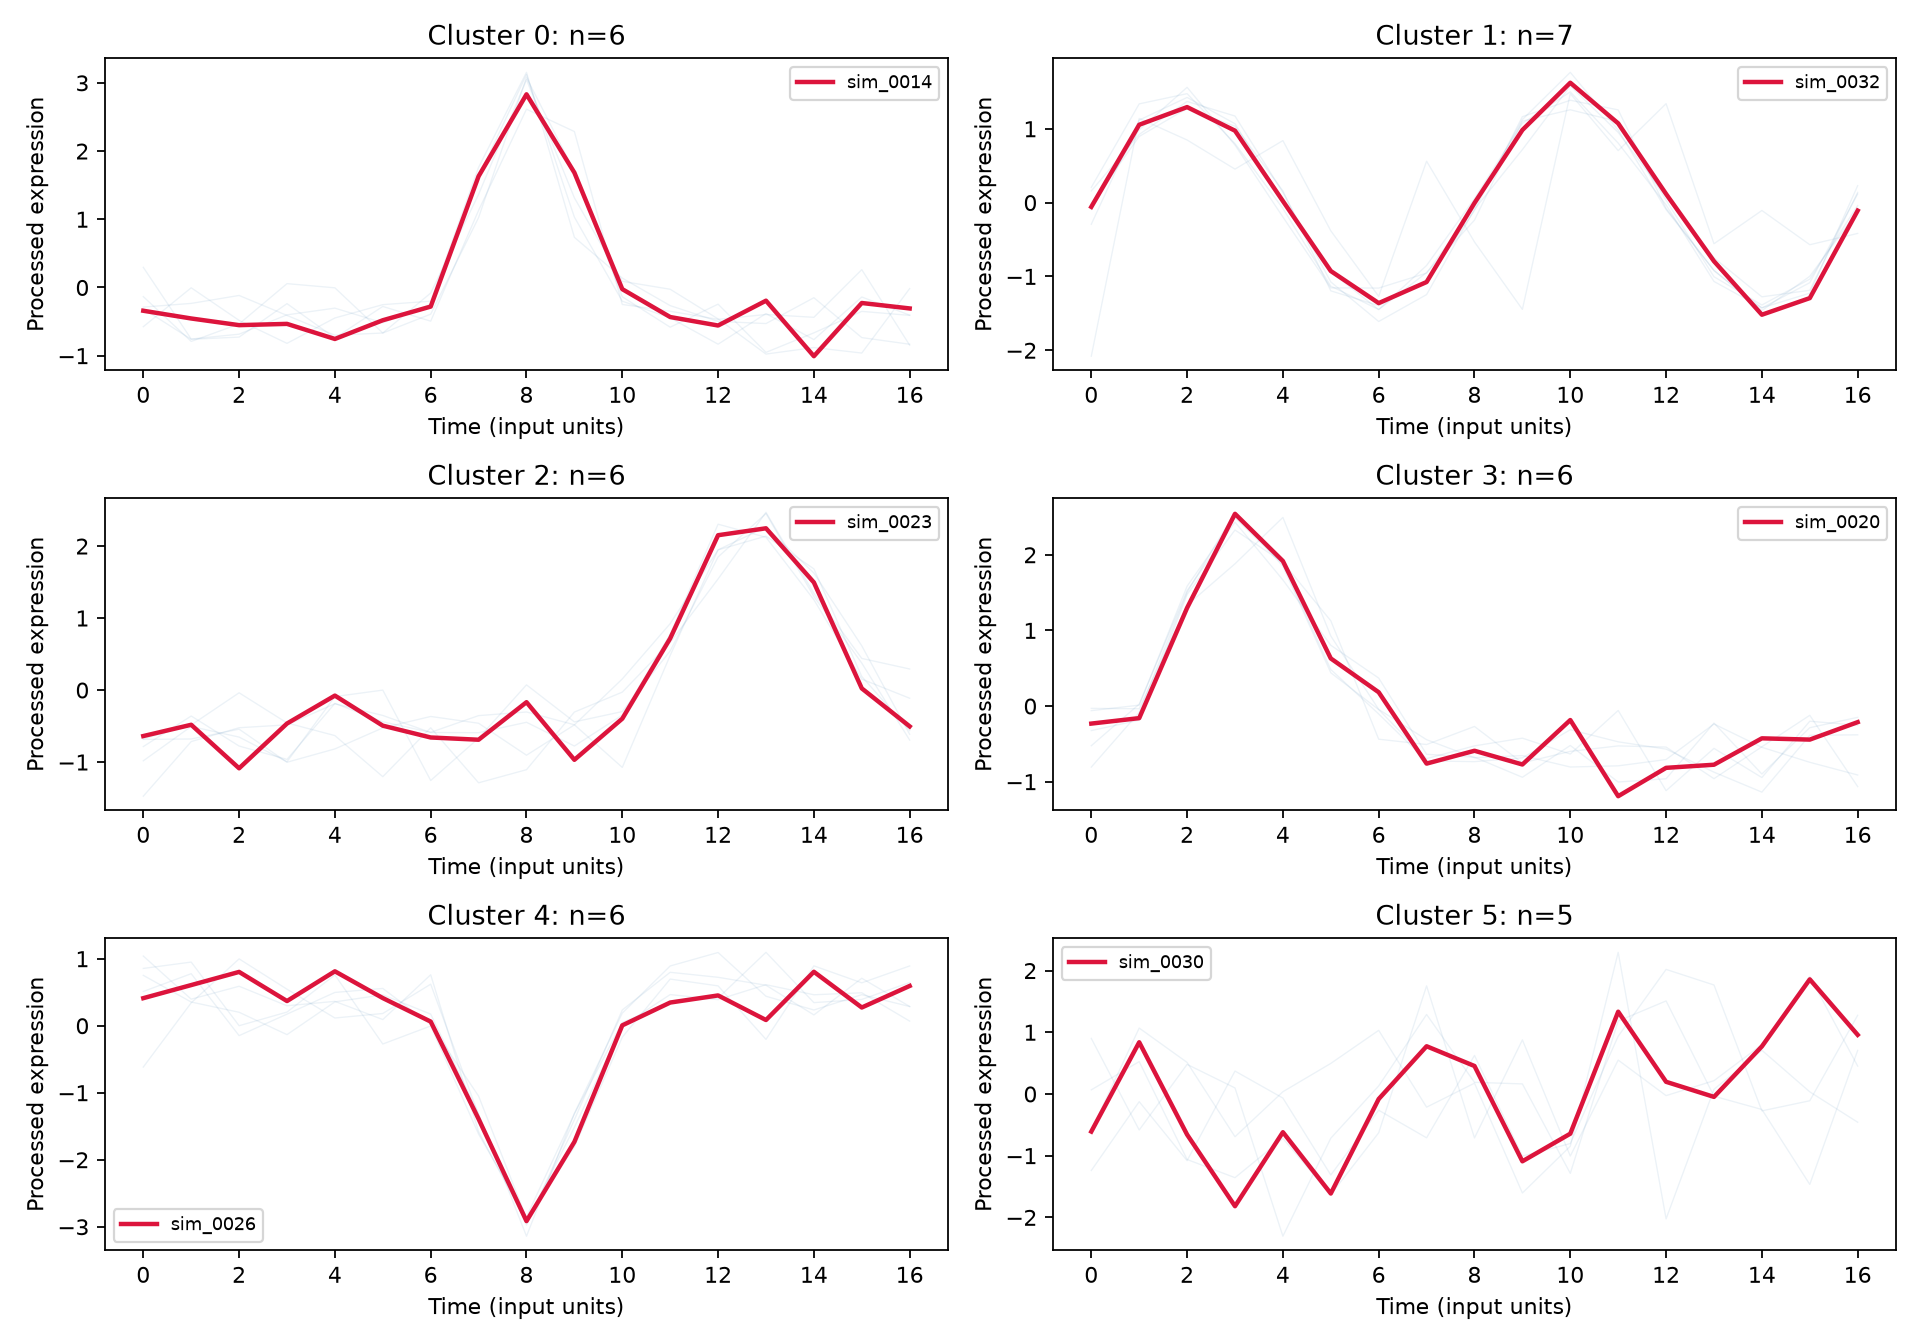 Cluster 0: n=6
Processed expression
3
2
1
0
−1
sim_0014
0 2 4 6 8 10 12 14 16
Time (input units)
Cluster 1: n=7
Processed expression
1
0
−1
−2
sim_0032
0 2 4 6 8 10 12 14 16
Time (input units)
Cluster 2: n=6
Processed expression
2
1
0
−1
sim_0023
0 2 4 6 8 10 12 14 16
Time (input units)
Cluster 3: n=6
Processed expression
2
1
0
−1
sim_0020
0 2 4 6 8 10 12 14 16
Time (input units)
Cluster 4: n=6
Processed expression
1
0
−1
−2
−3
sim_0026
0 2 4 6 8 10 12 14 16
Time (input units)
Cluster 5: n=5
Processed expression
2
1
0
−1
−2
sim_0030
0 2 4 6 8 10 12 14 16
Time (input units)